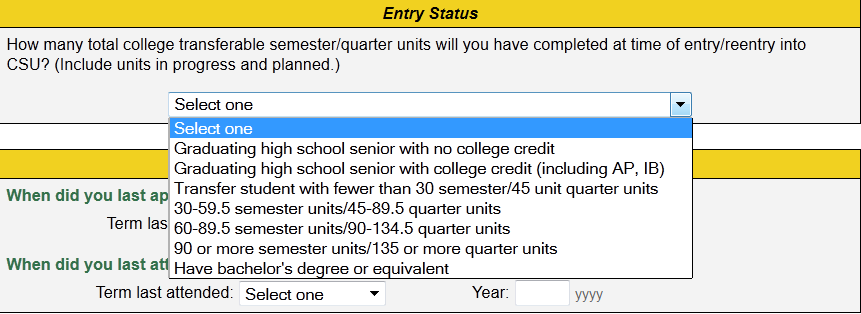 Entry Status
How many total college transferable semester/quarter units will you have completed at time of entry/reentry into
CSU? (Include units in progress and planned.)
Select one
Select one
Graduating high school senior with no college credit
Graduating high school senior with college credit (including AP, IB)
Transfer student with fewer than 30 semester/45 unit quarter units
30-59.5 semester units/45-89.5 quarter units
60-89.5 semester units/90-134.5 quarter units
90 or more semester units/135 or more quarter units
Have bachelor's degree or equivalent
When did you last ap
Term las
When did you last att
Term last attended: Select one Year: yyyy